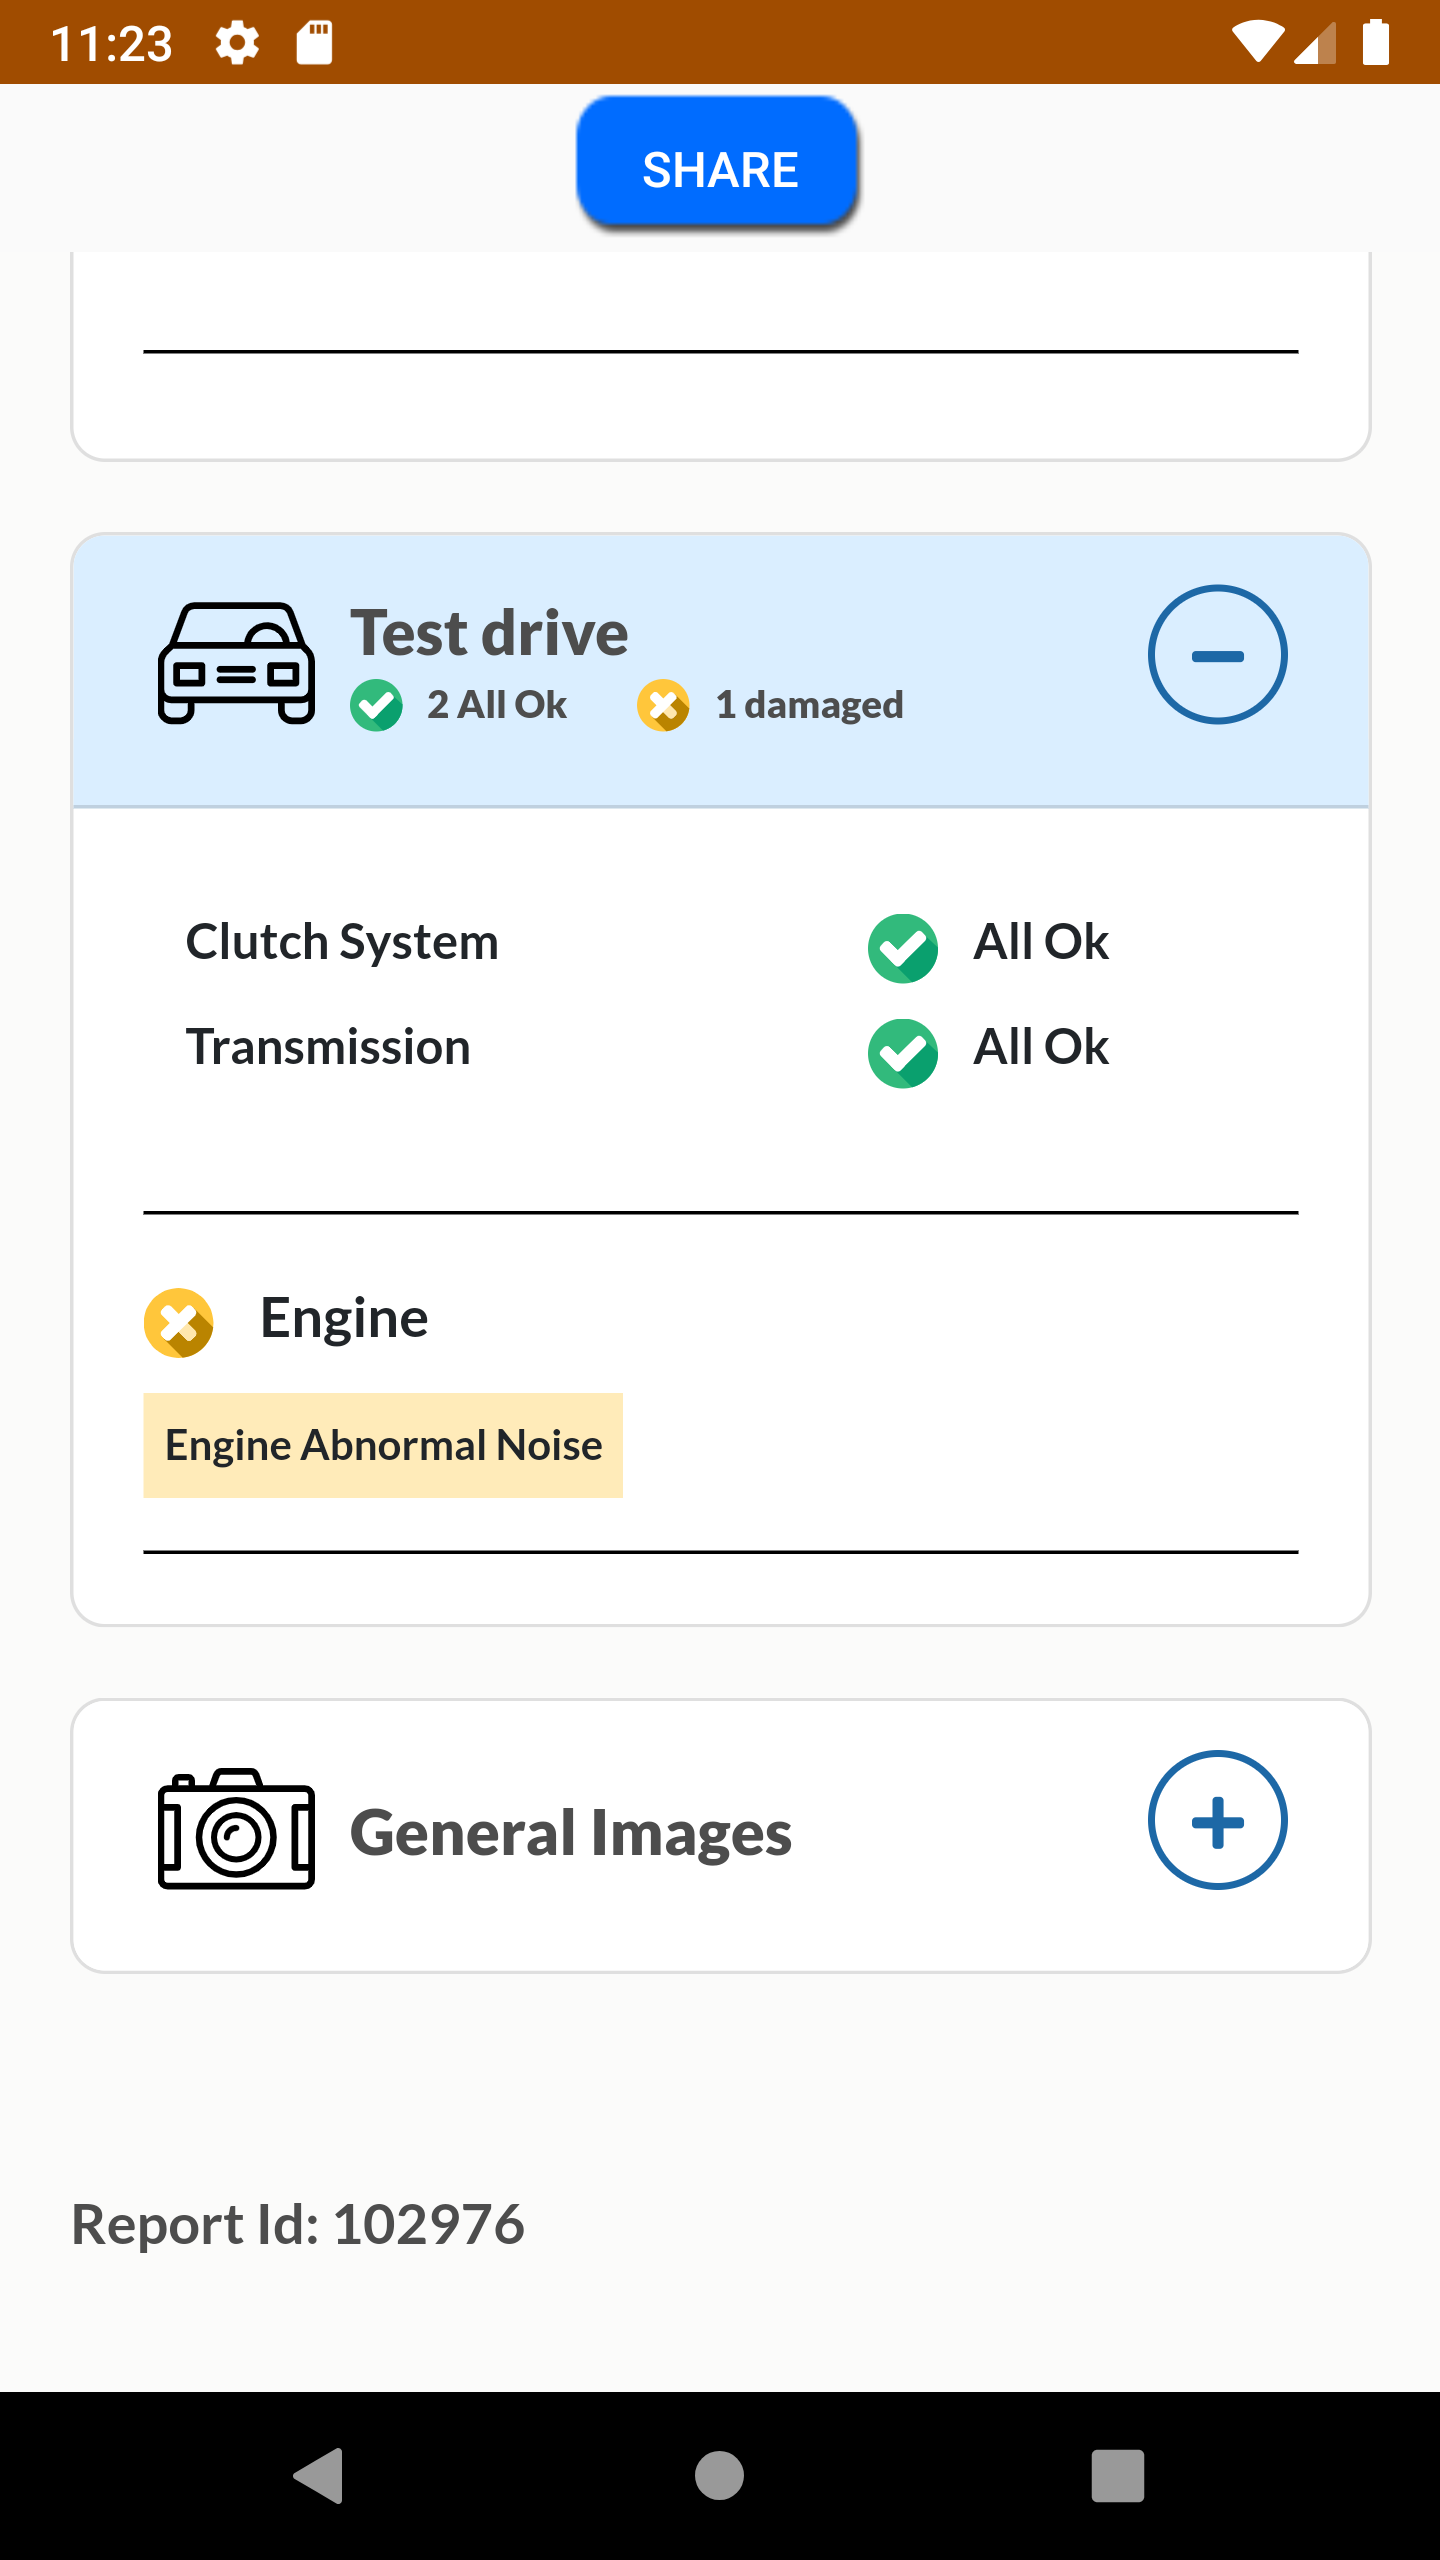 11:23
SHARE
Test drive
2 All Ok 1 damaged
Clutch System All Ok
Transmission All Ok
Engine
Engine Abnormal Noise
General Images
Report Id: 102976